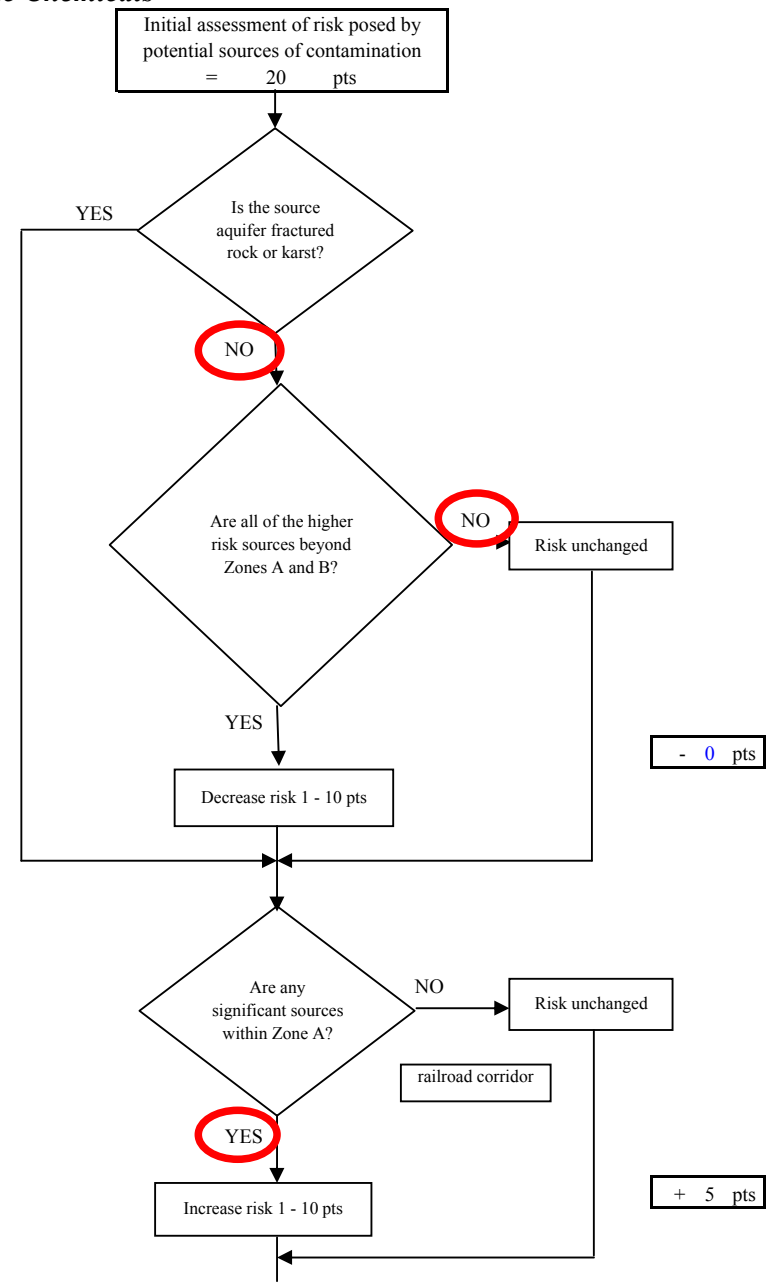 Chemicals
Initial assessment of risk posed by
potential sources of contamination
= 20 pts
YES
Is the source
aquifer fractured
rock or karst?
NO
Are all of the higher
risk sources beyond
Zones A and B?
NO
Risk unchanged
YES
- 0 pts
Decrease risk 1 - 10 pts
Are any
significant sources
within Zone A?
NO
Risk unchanged
railroad corridor
YES
+ 5 pts
Increase risk 1 - 10 pts